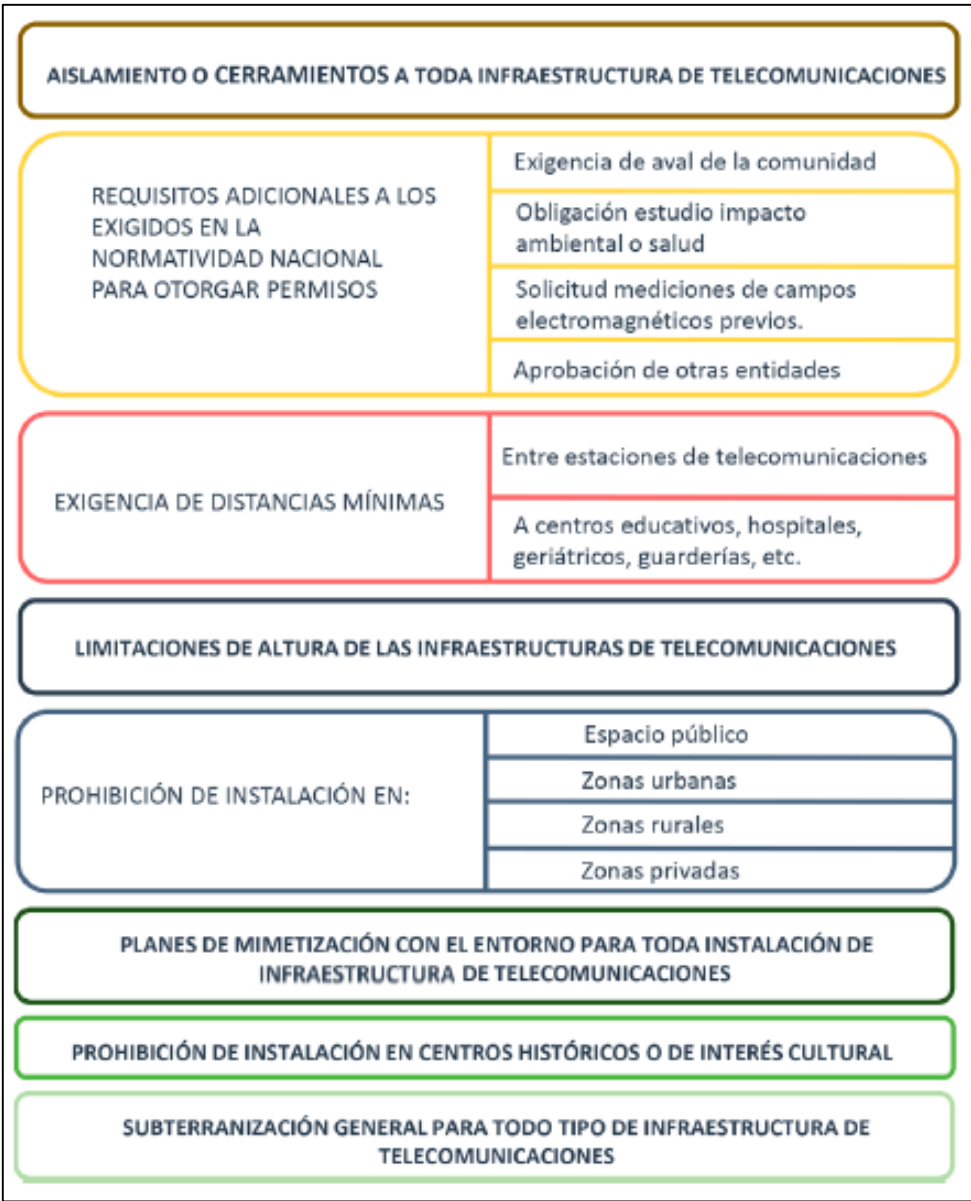 AISLAMIENTO O CERRAMIENTOS A TODA INFRAESTRUCTURA DE TELECOMUNICACIONES
REQUISITOS ADICIONALES A LOS
EXIGIDOS EN LA
NORMATIVIDAD NACIONAL
PARA OTORGAR PERMISOS
Exigencia de aval de la comunidad
Obligación estudio impacto
ambiental o salud
Solicitud mediciones de campos
electromagnéticos previos.
Aprobación de otras entidades
EXIGENCIA DE DISTANCIAS MÍNIMAS
Entre estaciones de telecomunicaciones
A centros educativos, hospitales,
geriátricos, guarderías, etc.
LIMITACIONES DE ALTURA DE LAS INFRAESTRUCTURAS DE TELECOMUNICACIONES
PROHIBICIÓN DE INSTALACIÓN EN:
Espacio público
Zonas urbanas
Zonas rurales
Zonas privadas
PLANES DE MIMETIZACIÓN CON EL ENTORNO PARA TODA INSTALACIÓN DE
INFRAESTRUCTURA DE TELECOMUNICACIONES
PROHIBICIÓN DE INSTALACIÓN EN CENTROS HISTÓRICOS O DE INTERÉS CULTURAL
SUBTERRANIZACIÓN GENERAL PARA TODO TIPO DE INFRAESTRUCTURA DE
TELECOMUNICACIONES